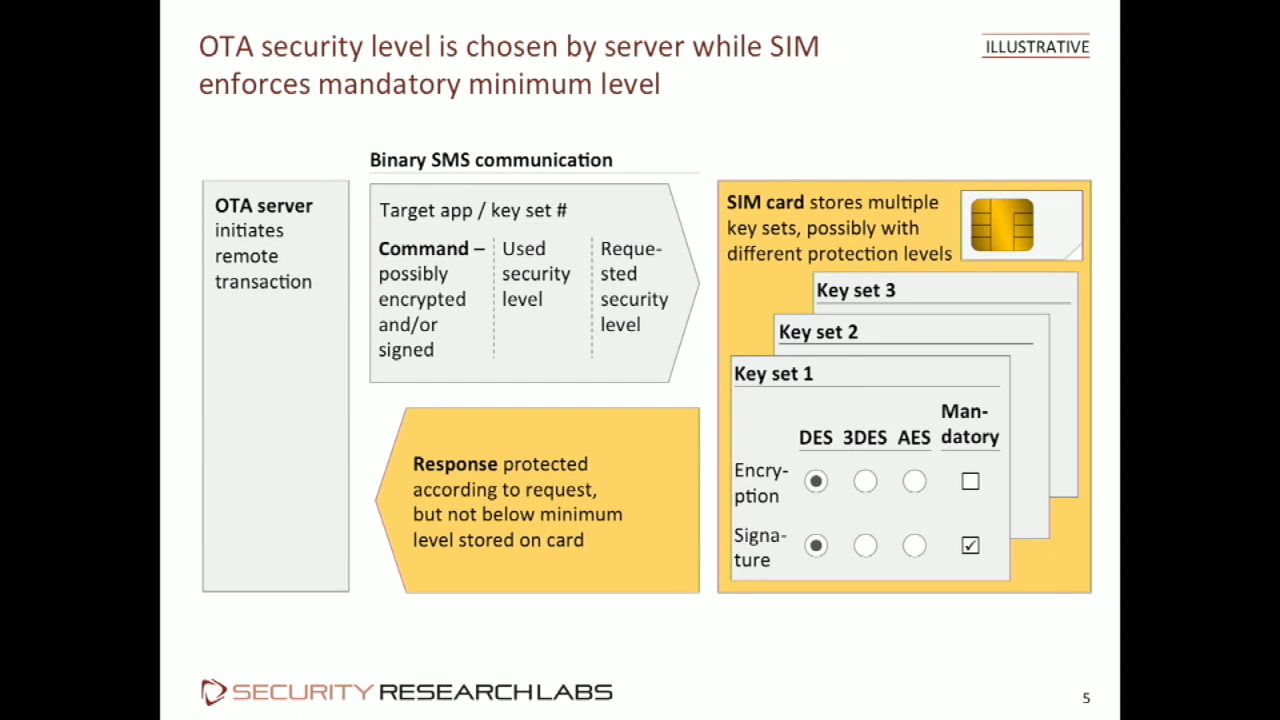 OTA security level is chosen by server while SIM
enforces mandatory minimum level
ILLUSTRATIVE
Binary SMS communication
OTA server
initiates
remote
transaction
Target app / key set #
Command –
possibly
encrypted
and/or
signed
Used
security
level
Reque-
sted
security
level
Response protected
according to request,
but not below minimum
level stored on card
SIM card stores multiple
key sets, possibly with
different protection levels
Key set 3
Key set 2
Key set 1
Man-
DES 3DES AES datory
Encry-
ption
Signa-
ture
SECURITY RESEARCH LABS
5